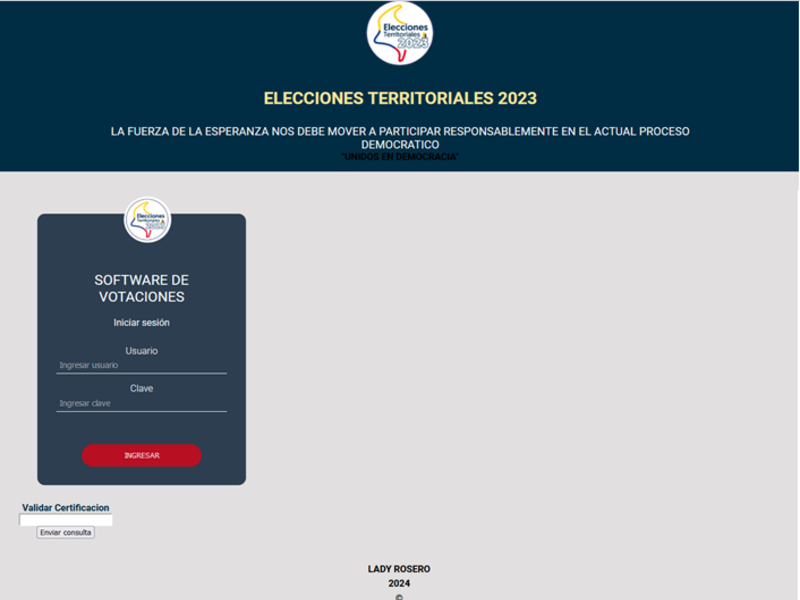 Elecciones
Territoriales
2023
ELECCIONES TERRITORIALES 2023
LA FUERZA DE LA ESPERANZA NOS DEBE MOVER A PARTICIPAR RESPONSABLEMENTE EN EL ACTUAL PROCESO
DEMOCRATICO
"UNIDOS EN DEMOCRACIA"
Elecciones
Territoriales
2023
SOFTWARE DE
VOTACIONES
Iniciar sesión
Usuario
Ingresar usuario
Clave
Ingresar clave
INGRESAR
Validar Certificacion
Enviar consulta
LADY ROSERO
2024
©